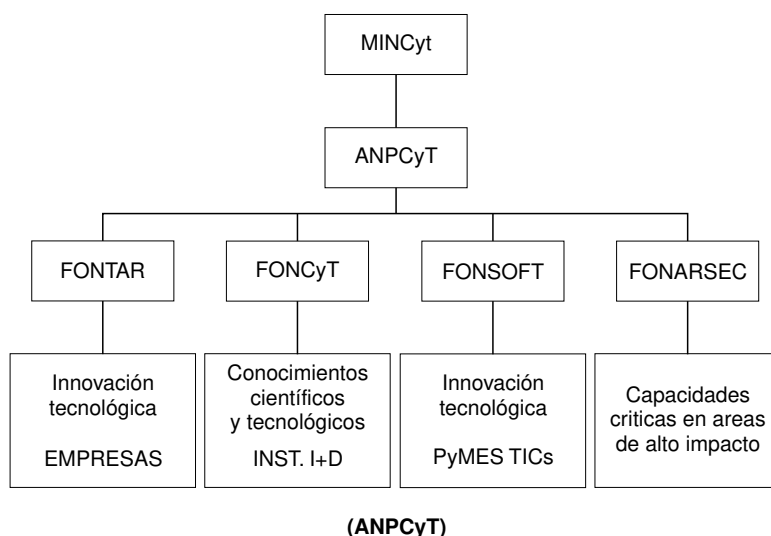 MINCyt
ANPCyT
FONTAR
FONCyT
FONSOFT
FONARSEC
Innovación
tecnológica
EMPRESAS
Conocimientos
científicos
y tecnológicos
INST. I+D
Innovación
tecnológica
PyMES TICs
Capacidades
criticas en areas
de alto impacto
(ANPCyT)